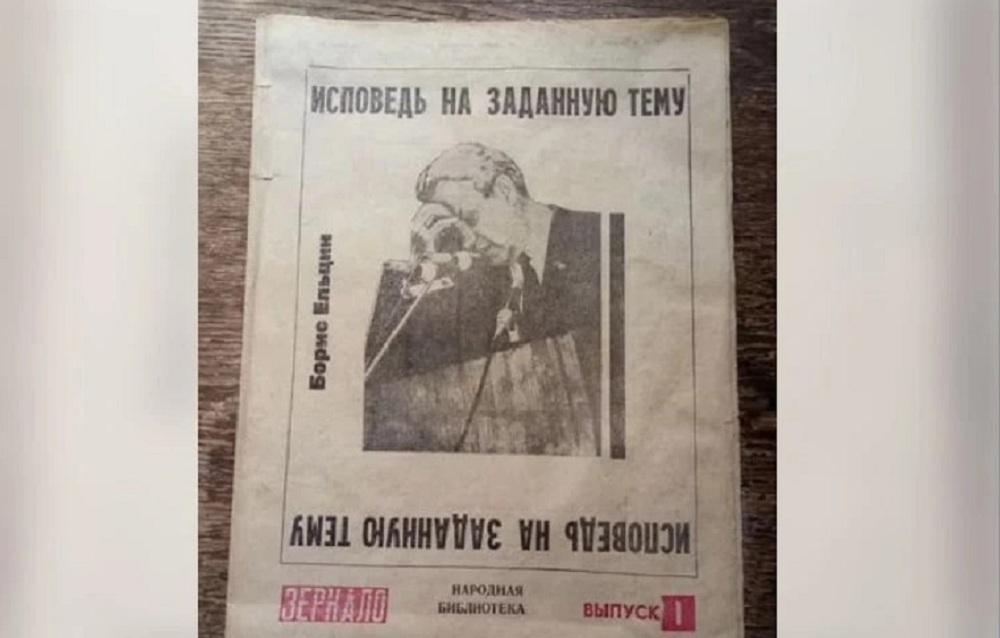 ИСПОВЕДЬ НА ЗАДАННУЮ ТЕМУ
Борис Ельцин
ИСПОВЕДЬ НА ЗАДАННУЮ ТЕМУ
ЗЕРКАЛО
НАРОДНАЯ
БИБЛИОТЕКА
ВЫПУСК 1